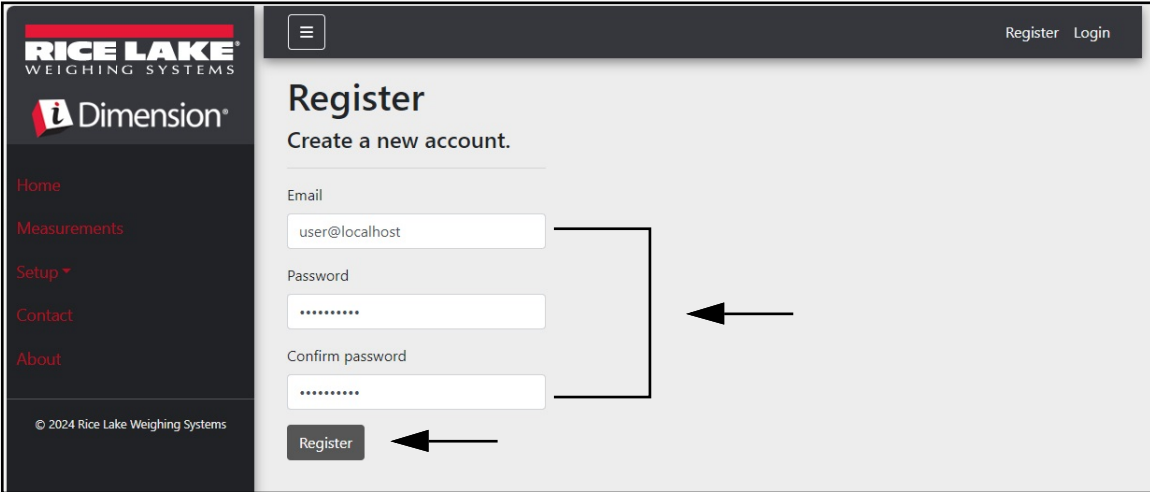 RICE LAKE®
WEIGHING SYSTEMS
i Dimension®
Home
Measurements
Setup
Contact
About
© 2024 Rice Lake Weighing Systems
Register Login
Register
Create a new account.
Email
user@localhost
Password
••••••••••
Confirm password
••••••••••
Register